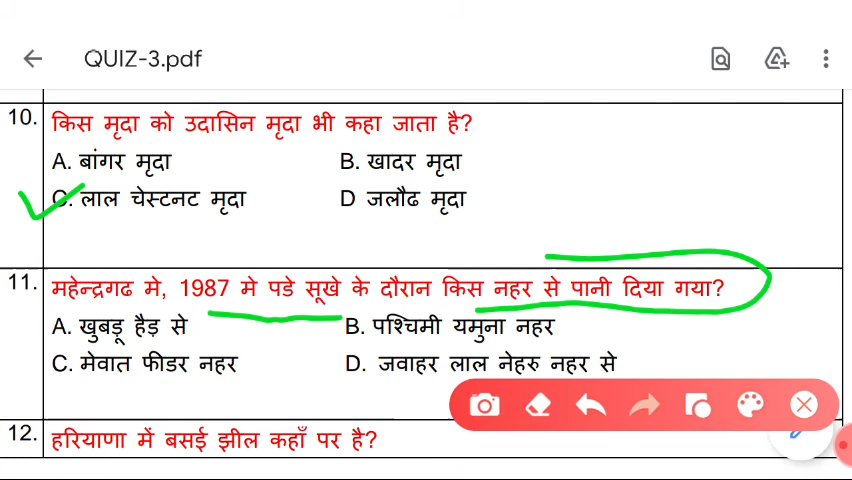 QUIZ-3.pdf
10. किस मृदा को उदासिन मृदा भी कहा जाता है?
A. बांगर मृदा B. खादर मृदा
C. लाल चेस्टनट मृदा D जलौढ मृदा
11. महेन्द्रगढ मे, 1987 मे पडे सूखे के दौरान किस नहर से पानी दिया गया?
A. खुबड़ू हैड़ से B. पश्चिमी यमुना नहर
C. मेवात फीडर नहर D. जवाहर लाल नेहरु नहर से
12. हरियाणा में बसई झील कहाँ पर है?